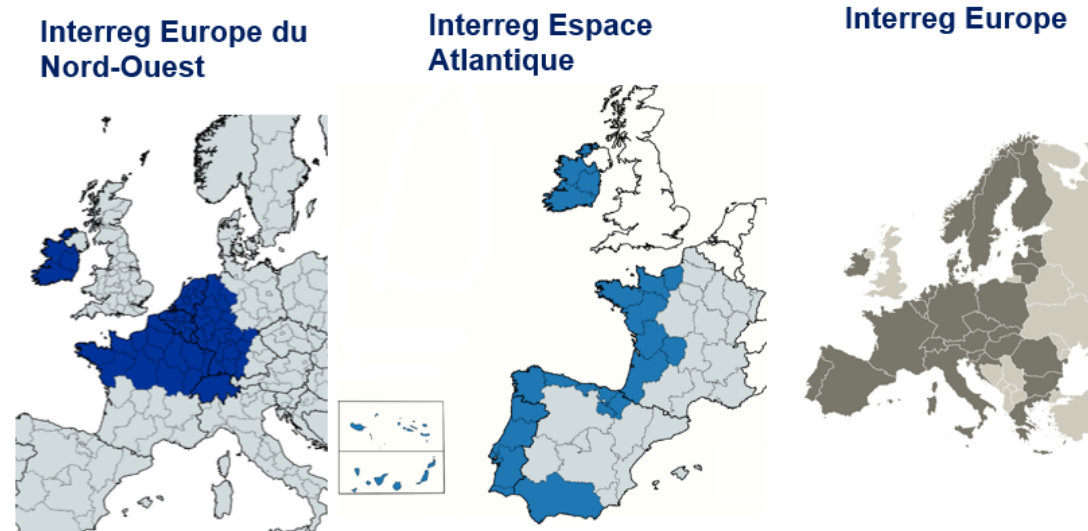 Interreg Europe du
Nord-Ouest
Interreg Espace
Atlantique
Interreg Europe